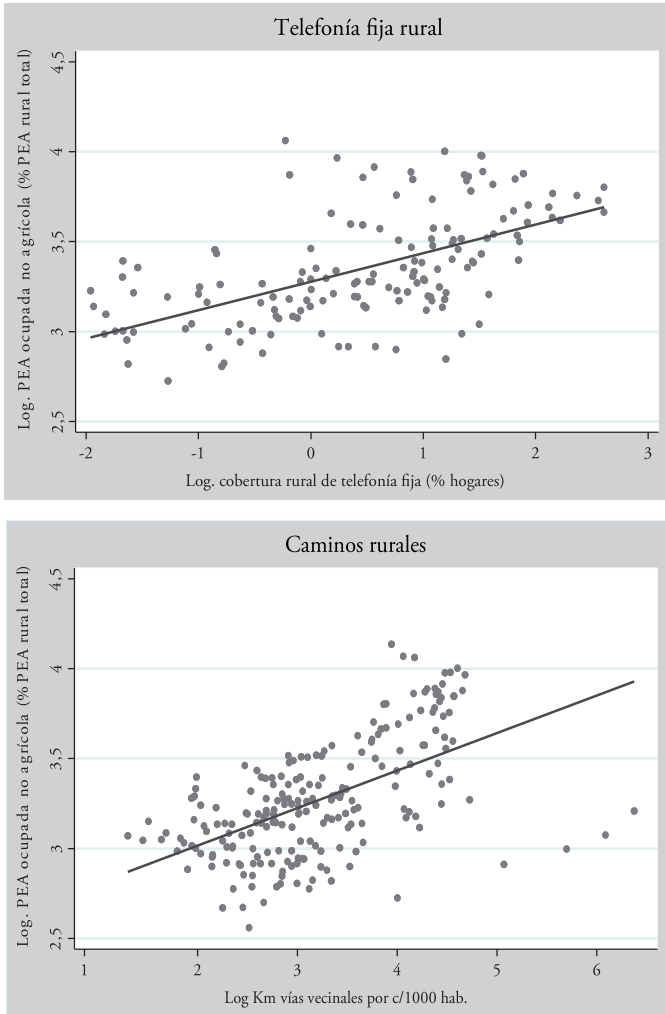 Telefonía fija rural
Log. PEA ocupada no agrícola (% PEA rural total)
4,5
4
3,5
3
2,5
-2 -1 0 1 2 3
Log. cobertura rural de telefonía fija (% hogares)
Caminos rurales
Log. PEA ocupada no agrícola (% PEA rural total)
4,5
4
3,5
3
2,5
1 2 3 4 5 6
Log Km vías vecinales por c/1000 hab.